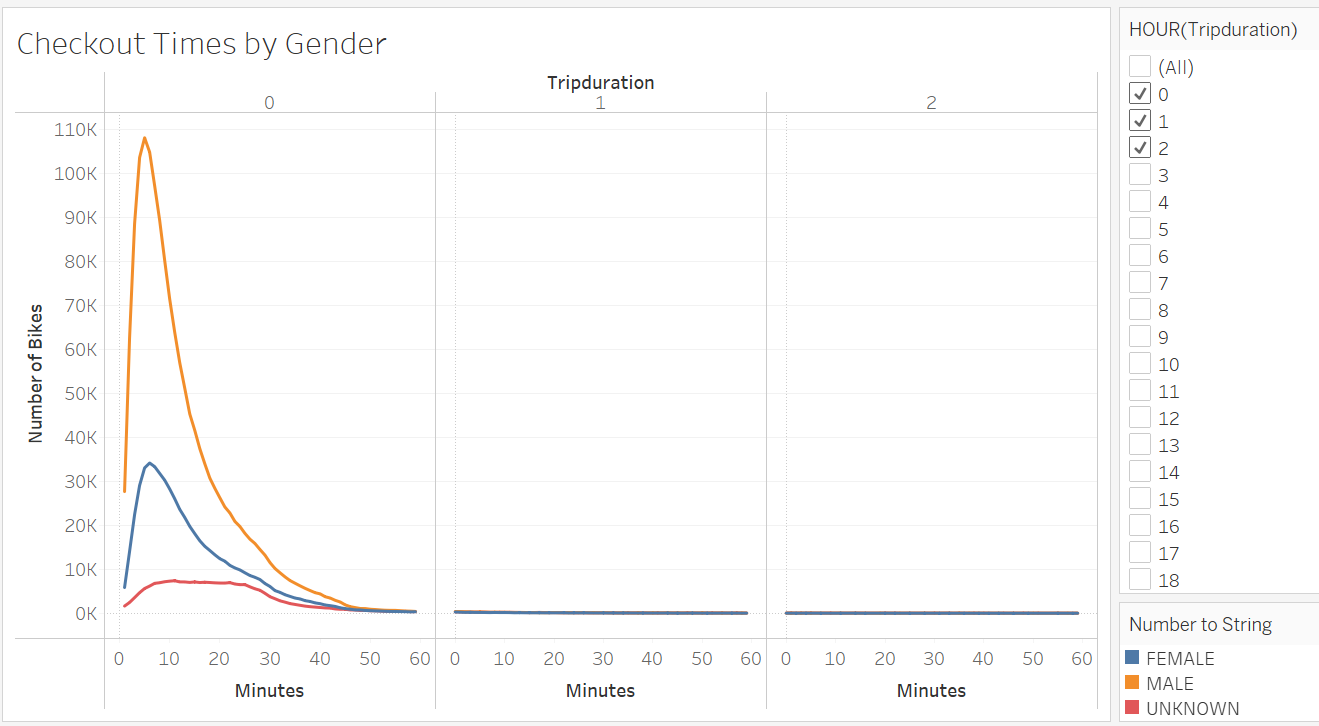 Checkout Times by Gender
Tripduration
0 1 2
110K
100K
90K
80K
70K
60K
50K
40K
30K
20K
10K
0K
Number of Bikes
0 10 20 30 40 50 60 0 10 20 30 40 50 60 0 10 20 30 40 50 60
Minutes Minutes Minutes
HOUR(Tripduration)
(All)
0
1
2
3
4
5
6
7
8
9
10
11
12
13
14
15
16
17
18
Number to String
FEMALE
MALE
UNKNOWN